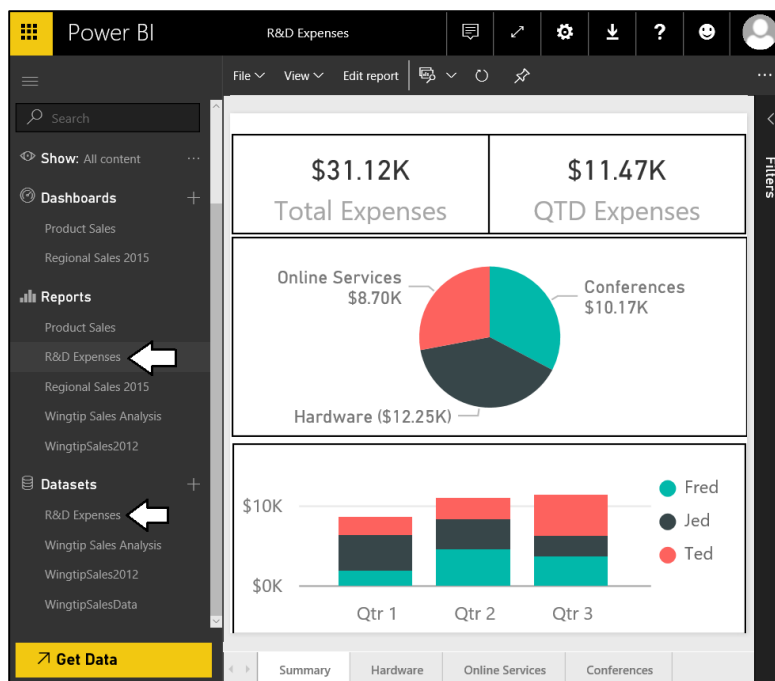 Power BI
R&D Expenses
File View Edit report
Search
Show: All content
Dashboards
Product Sales
Regional Sales 2015
Reports
Product Sales
R&D Expenses
Regional Sales 2015
Wingtip Sales Analysis
WingtipSales2012
Datasets
R&D Expenses
Wingtip Sales Analysis
WingtipSales2012
WingtipSalesData
Get Data
$31.12K
Total Expenses
$11.47K
QTD Expenses
Online Services
$8.70K
Conferences
$10.17K
Hardware ($12.25K)
$10K
$0K
Qtr 1 Qtr 2 Qtr 3
Fred
Jed
Ted
Summary Hardware Online Services Conferences
Filters